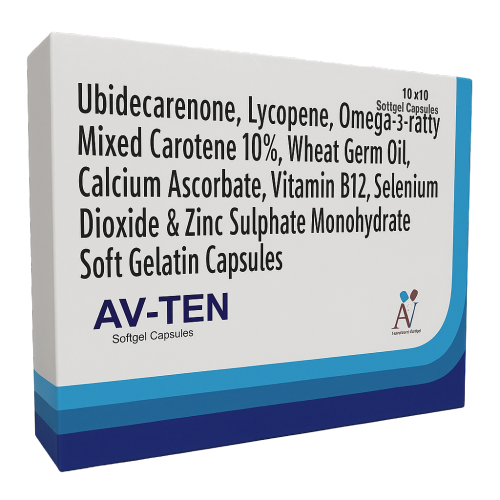 10 x10
Softgel Capsules
Ubidecarenone, Lycopene, Omega-3-ratty
Mixed Carotene 10%, Wheat Germ Oil,
Calcium Ascorbate, Vitamin B12, Selenium
Dioxide & Zinc Sulphate Monohydrate
Soft Gelatin Capsules
AV-TEN
Softgel Capsules
AV